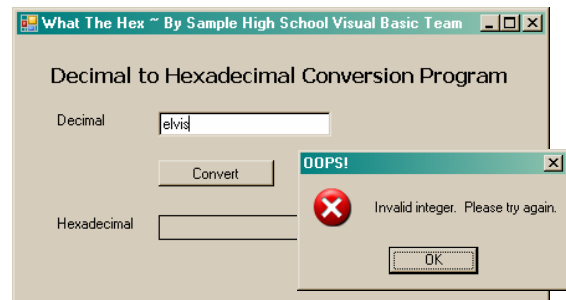 What The Hex ~ By Sample High School Visual Basic Team
Decimal to Hexadecimal Conversion Program
Decimal
elvis
Convert
Hexadecimal
OOPS!
Invalid integer. Please try again.
OK